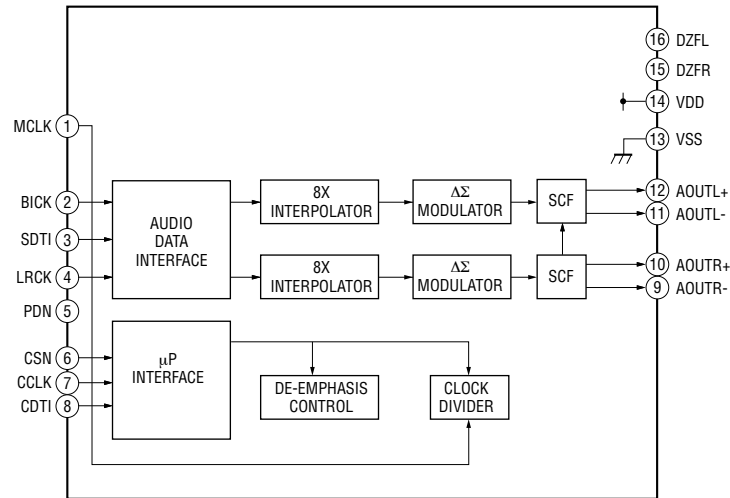 16 DZFL
15 DZFR
14 VDD
MCLK 1
13 VSS
BICK 2
SDTI 3
LRCK 4
PDN 5
AUDIO
DATA
INTERFACE
8X
INTERPOLATOR
ΔΣ
MODULATOR
SCF
12 AOUTL+
11 AOUTL-
8X
INTERPOLATOR
ΔΣ
MODULATOR
SCF
10 AOUTR+
9 AOUTR-
CSN 6
CCLK 7
CDTI 8
μP
INTERFACE
DE-EMPHASIS
CONTROL
CLOCK
DIVIDER